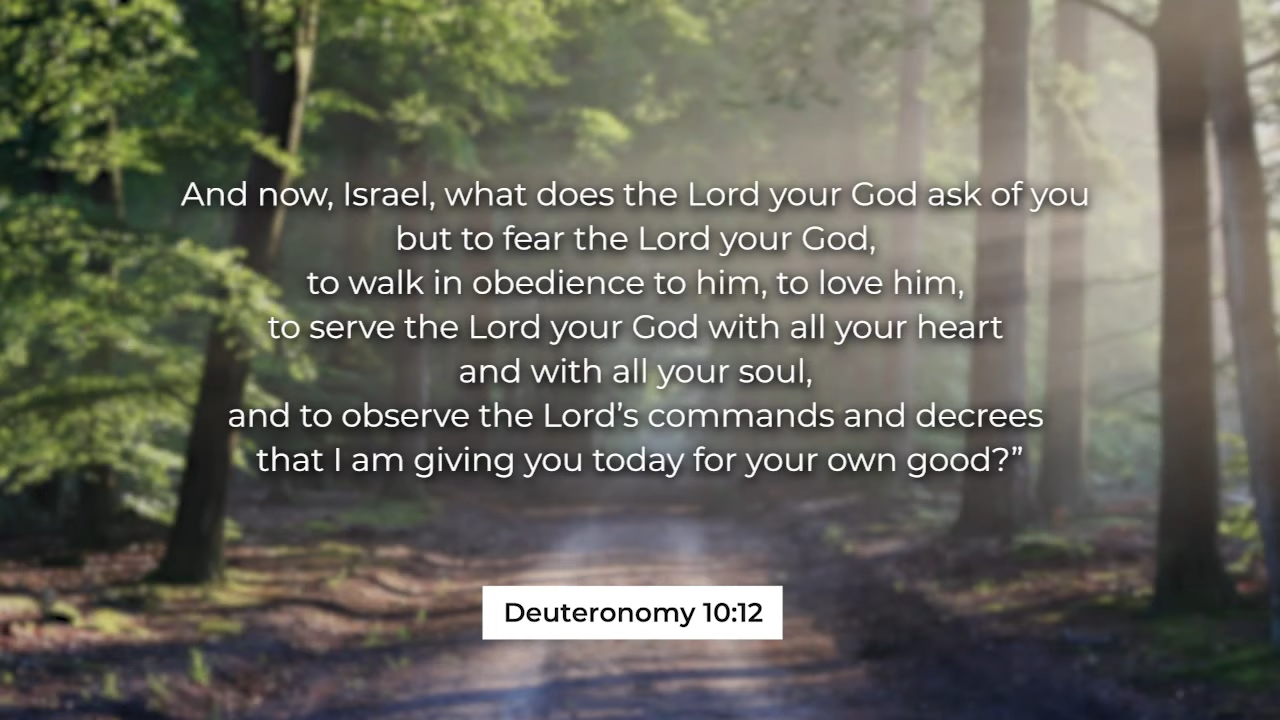 And now, Israel, what does the Lord your God ask of you
but to fear the Lord your God,
to walk in obedience to him, to love him,
to serve the Lord your God with all your heart
and with all your soul,
and to observe the Lord’s commands and decrees
that I am giving you today for your own good?”
Deuteronomy 10:12